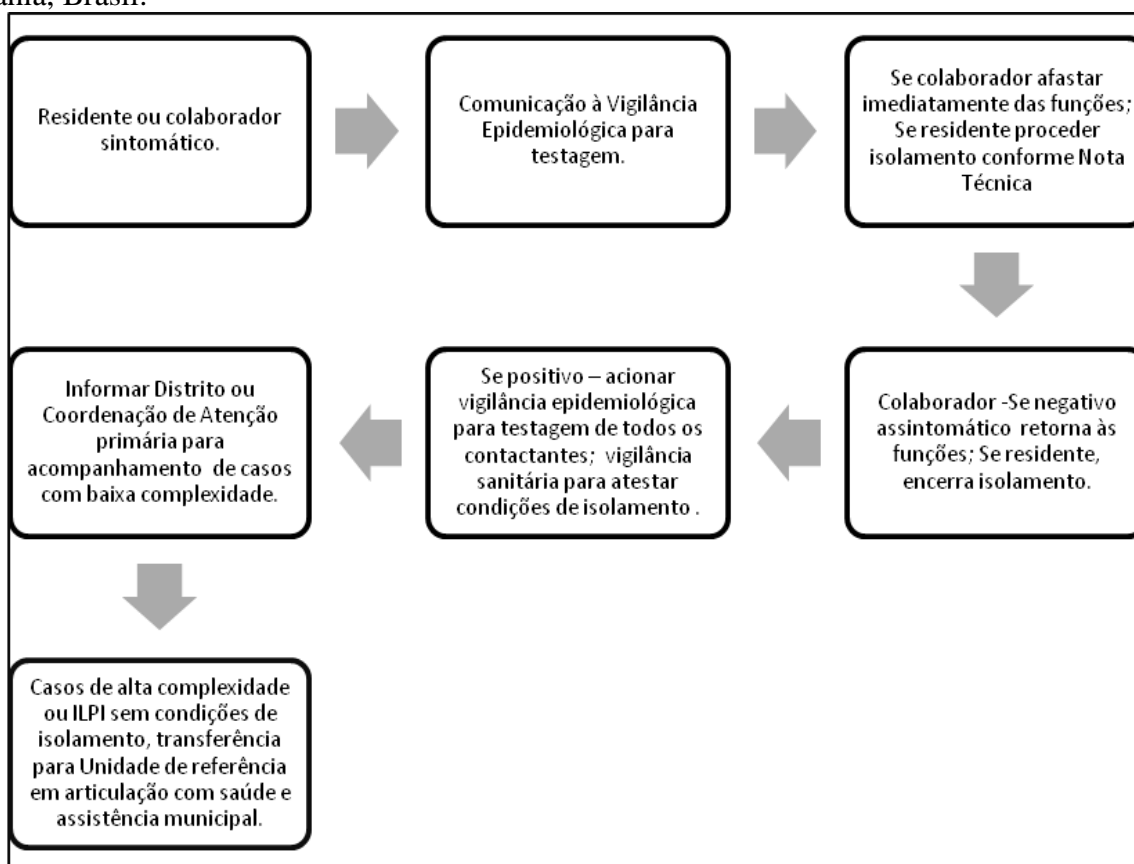 Brasil.
Residente ou colaborador
sintomático.
Comunicação à Vigilância
Epidemiológica para
testagem.
Se colaborador afastar
imediatamente das funções;
Se residente proceder
isolamento conforme Nota
Técnica
Colaborador -Se negativo
assintomático retorna às
funções; Se residente,
encerra isolamento.
Se positivo – acionar
vigilância epidemiológica
para testagem de todos os
contactantes; vigilância
sanitária para atestar
condições de isolamento .
Informar Distrito ou
Coordenação de Atenção
primária para
acompanhamento de casos
com baixa complexidade.
Casos de alta complexidade
ou ILPI sem condições de
isolamento, transferência
para Unidade de referência
em articulação com saúde e
assistência municipal.